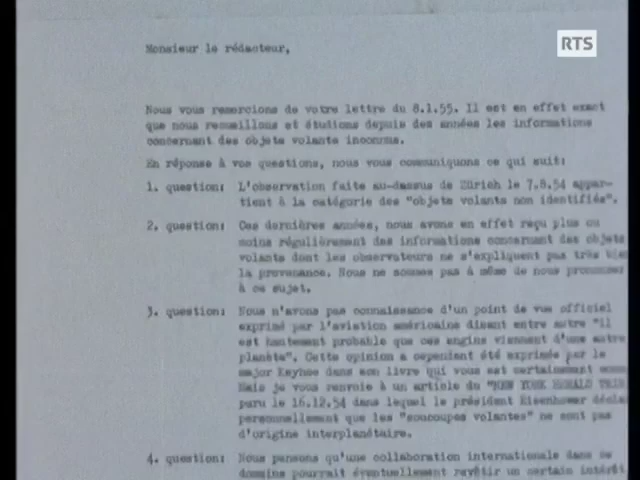 RTS
Monsieur le rédacteur,
Nous vous remercions de votre lettre du 8.1.55. Il est en effet exact
que nous recueillons et étudions depuis des années les informations
concernant des objets volants inconnus.
En réponse à vos questions, nous vous communiquons ce qui suit:
1. question: L'observation faite au-dessus de Zürich le 7.8.54 appar-
tient à la catégorie des "objets volants non identifiés".
2. question: Ces dernières années, nous avons en effet reçu plus ou
moins régulièrement des informations concernant des objets
volants dont les observateurs ne s'expliquent pas très bien
la provenance. Nous ne sommes pas à même de nous prononcer
à ce sujet.
3. question: Nous n'avons pas connaissance d'un point de vue officiel
exprimé par l'aviation américaine disant entre autre "il
est hautement probable que ces engins viennent d'une autre
planète". Cette opinion a cependant été exprimée par le
major Keyhoe dans son livre qui vous est certainement
Mais je vous renvoie à un article du "NEW YORK HERALD TRIB
paru le 16.12.54 dans lequel le président Eisenhower décla
personnellement que les "soucoupes volantes" ne sont pas
d'origine interplanétaire.
4. question: Nous pensons qu'une collaboration internationale dans ce
domaine pourrait éventuellement revêtir un certain intérê